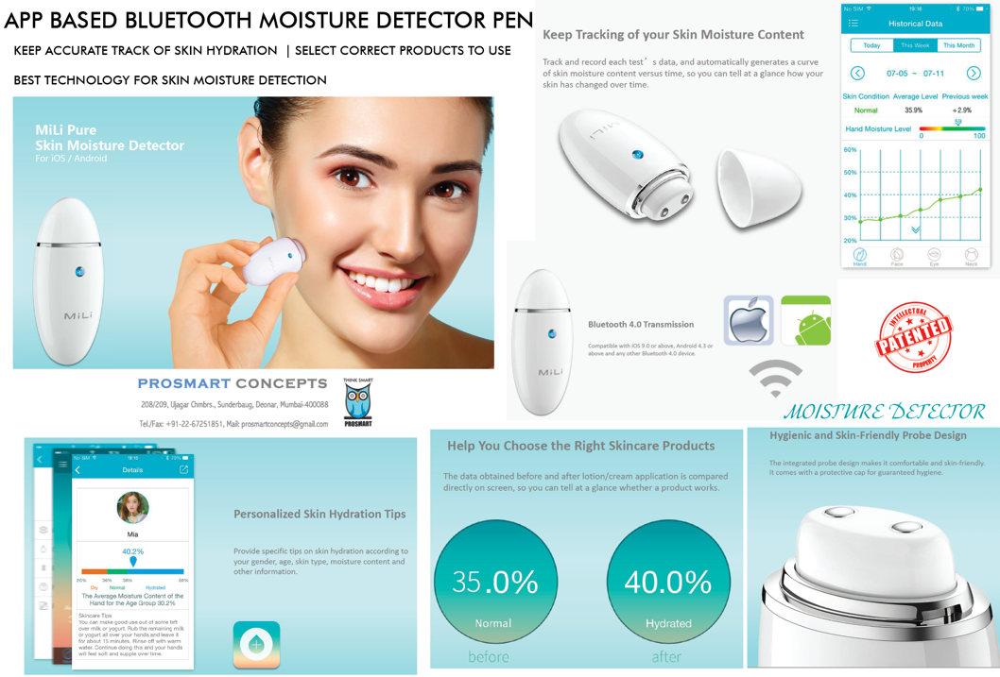 APP BASED BLUETOOTH MOISTURE DETECTOR PEN
KEEP ACCURATE TRACK OF SKIN HYDRATION | SELECT CORRECT PRODUCTS TO USE
BEST TECHNOLOGY FOR SKIN MOISTURE DETECTION
MiLi Pure
Skin Moisture Detector
For iOS / Android
MiLi
MiLi
PROSMART CONCEPTS
208/209, Ujagar Chmbrs., Sunderbaug, Deonar, Mumbai-400088
Tel./Fax: +91-22-67251851, Mail: prosmartconcepts@gmail.com
THINK SMART
PROSMART
Keep Tracking of your Skin Moisture Content
Track and record each test's data, and automatically generates a curve
of skin moisture content versus time, so you can tell at a glance how your
skin has changed over time.
MiLi
No SIM 19:16 70%
Historical Data
Today This Week This Month
07-05 ~ 07-11
Skin Condition Average Level Previous week
Normal 35.9% +2.9%
Hand Moisture Level
59
0 100
60%
50%
40%
30%
20%
Hand Face Eye Neck
MiLi
Bluetooth 4.0 Transmission
Compatible with iOS 9.0 or above, Android 4.3 or
above and any other Bluetooth 4.0 device.
INTELLECTUAL
PATENTED
PROPERTY
MOISTURE DETECTOR
No SIM 19:16 70%
Details
Mia
40.2%
20% 36% 38% 68%
Dry Normal Hydrated
The Average Moisture Content of the
Hand for the Age Group 30.2%
Skincare Tips
You can make good use out of some left
over milk or yogurt. Rub the remaining milk
or yogurt all over your hands and leave it
for about 15 minutes. Rinse off with warm
water. Continue doing this and your hands
will feel soft and supple over time.
Personalized Skin Hydration Tips
Provide specific tips on skin hydration according to
your gender, age, skin type, moisture content and
other information.
Help You Choose the Right Skincare Products
The data obtained before and after lotion/cream application is compared
directly on screen, so you can tell at a glance whether a product works.
35.0%
Normal
before
40.0%
Hydrated
after
Hygienic and Skin-Friendly Probe Design
The integrated probe design makes it comfortable and skin-friendly.
It comes with a protective cap for guaranteed hygiene.